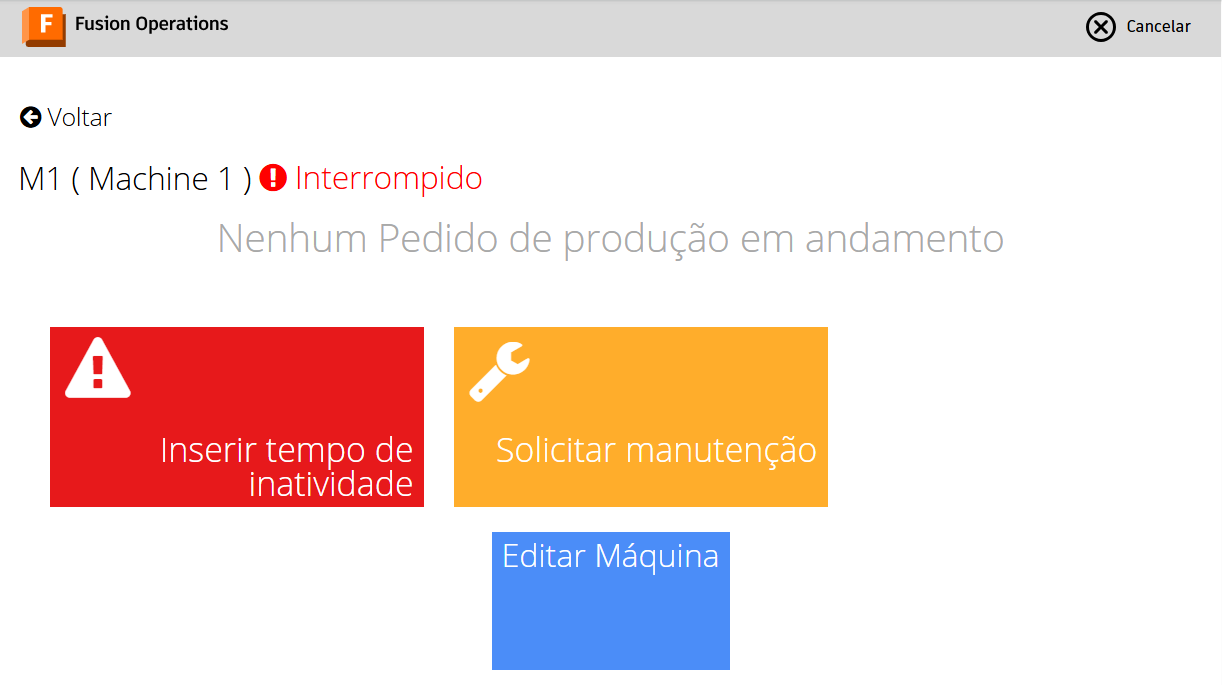 F Fusion Operations
Cancelar
Voltar
M1 ( Machine 1 ) Interrompido
Nenhum Pedido de produção em andamento
Inserir tempo de
inatividade
Solicitar manutenção
Editar Máquina